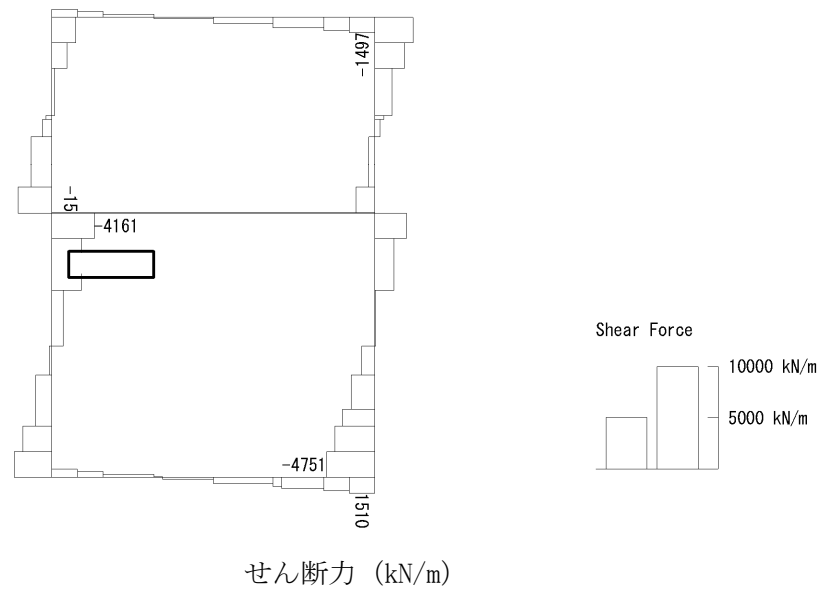 -1497
-15
-4161
Shear Force
10000 kN/m
5000 kN/m
-4751
1510
せん断力 (kN/m)